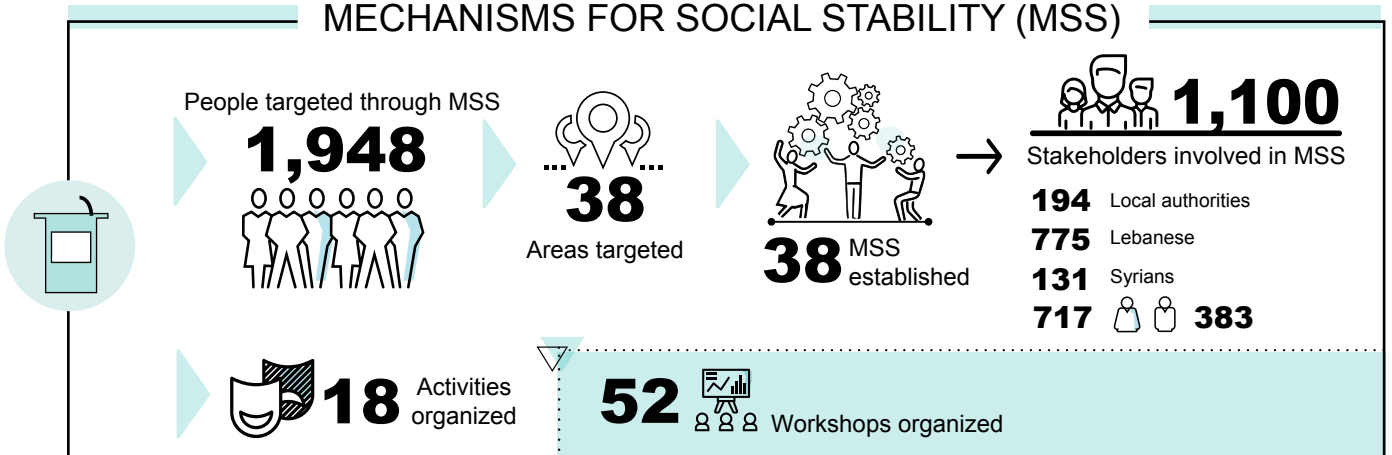 MECHANISMS FOR SOCIAL STABILITY (MSS)
People targeted through MSS
1,948
38
Areas targeted
38 MSS
established
1,100
Stakeholders involved in MSS
194 Local authorities
775 Lebanese
131 Syrians
717 383
18 Activities
organized
52 Workshops organized